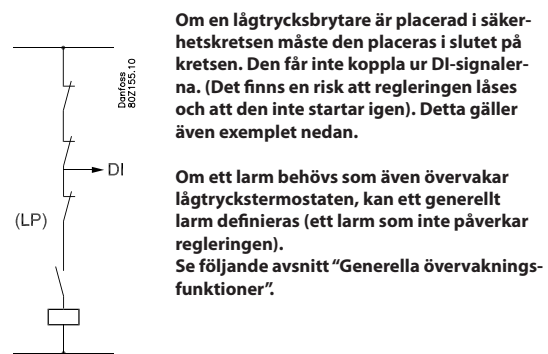 Om en lågtrycksbrytare är placerad i säker-
hetskretsen måste den placeras i slutet på
kretsen. Den får inte koppla ur DI-signaler-
na. (Det finns en risk att regleringen låses
och att den inte startar igen). Detta gäller
även exemplet nedan.
Om ett larm behövs som även övervakar
lågtryckstermostaten, kan ett generellt
larm definieras (ett larm som inte påverkar
regleringen).
Se följande avsnitt “Generella övervaknings-
funktioner”.
Danfoss
80Z155.10
DI
(LP)